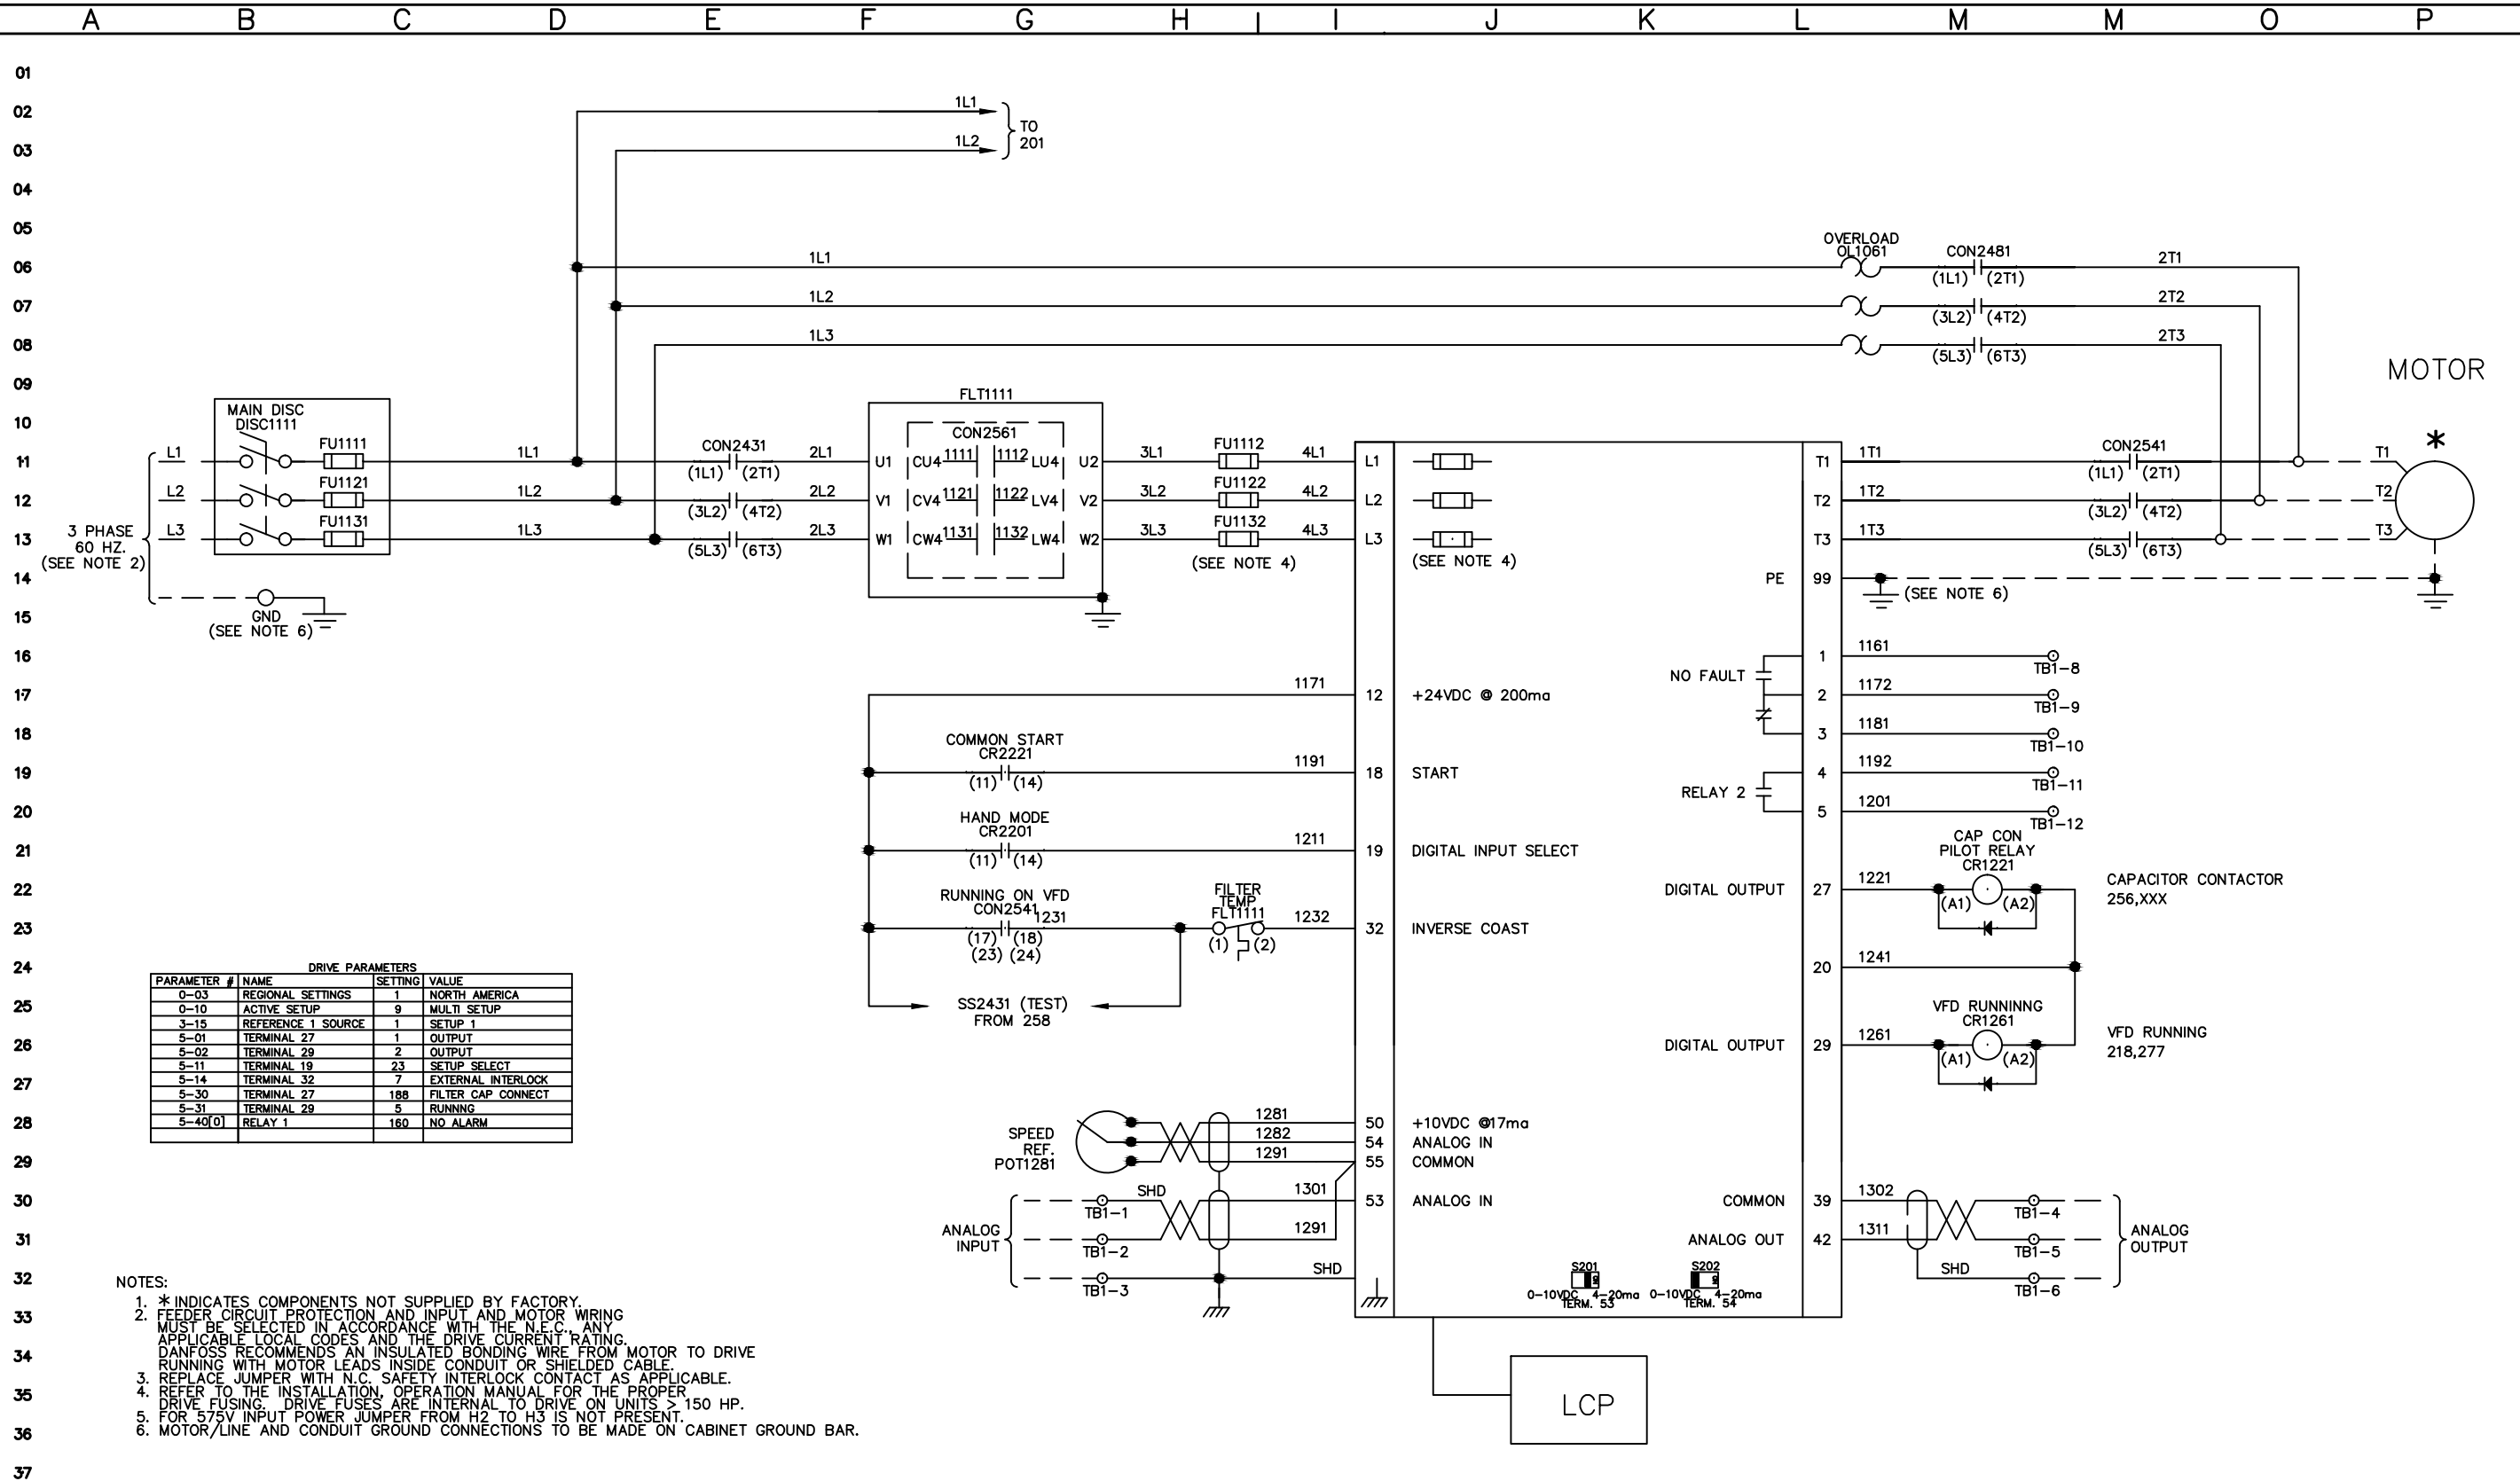 A B C D E F G H I J K L M M O P
01
02
03
04
05
06
07
08
09
10
11
12
13
14
15
16
17
18
19
20
21
22
23
24
25
26
27
28
29
30
31
32
33
34
35
36
37
1L1
1L2
TO
201
1L1
1L2
1L3
OVERLOAD
OL1061
CON2481
(1L1) (2T1)
(3L2) (4T2)
(5L3) (6T3)
2T1
2T2
2T3
MOTOR
*
3 PHASE
60 HZ.
(SEE NOTE 2)
L1
L2
L3
MAIN DISC
DISC1111
FU1111
FU1121
FU1131
GND
(SEE NOTE 6)
1L1
1L2
1L3
CON2431
(1L1) (2T1)
(3L2) (4T2)
(5L3) (6T3)
2L1
2L2
2L3
FLT1111
CON2561
U1 CU4 1111 1112 LU4 U2
V1 CV4 1121 1122 LV4 V2
W1 CW4 1131 1132 LW4 W2
3L1
3L2
3L3
FU1112
FU1122
FU1132
(SEE NOTE 4)
4L1
4L2
4L3
L1
L2
L3
(SEE NOTE 4)
T1
T2
T3
PE 99
1T1
1T2
1T3
CON2541
(1L1) (2T1)
(3L2) (4T2)
(5L3) (6T3)
T1
T2
T3
(SEE NOTE 6)
1171
12 +24VDC @ 200ma
COMMON START
CR2221
(11) (14)
1191
18 START
HAND MODE
CR2201
(11) (14)
1211
19 DIGITAL INPUT SELECT
RUNNING ON VFD
CON2541
1231
(17) (18)
(23) (24)
FILTER
TEMP
FLT1111
(1) (2)
1232
32 INVERSE COAST
SS2431 (TEST)
FROM 258
NO FAULT
1 1161
TB1-8
2 1172
TB1-9
3 1181
TB1-10
RELAY 2
4 1192
TB1-11
5 1201
TB1-12
CAP CON
PILOT RELAY
CR1221
DIGITAL OUTPUT 27 1221
(A1) (A2)
CAPACITOR CONTACTOR
256,XXX
20 1241
VFD RUNNINNG
CR1261
DIGITAL OUTPUT 29 1261
(A1) (A2)
VFD RUNNING
218,277
DRIVE PARAMETERS
PARAMETER # NAME SETTING VALUE
0-03 REGIONAL SETTINGS 1 NORTH AMERICA
0-10 ACTIVE SETUP 9 MULTI SETUP
3-15 REFERENCE 1 SOURCE 1 SETUP 1
5-01 TERMINAL 27 1 OUTPUT
5-02 TERMINAL 29 2 OUTPUT
5-11 TERMINAL 19 23 SETUP SELECT
5-14 TERMINAL 32 7 EXTERNAL INTERLOCK
5-30 TERMINAL 27 188 FILTER CAP CONNECT
5-31 TERMINAL 29 5 RUNNNG
5-40[0] RELAY 1 160 NO ALARM
SPEED
REF.
POT1281
1281
1282
1291
50 +10VDC @17ma
54 ANALOG IN
55 COMMON
ANALOG
INPUT
TB1-1
TB1-2
TB1-3
SHD
1301
1291
SHD
53 ANALOG IN
COMMON 39 1302
ANALOG OUT 42 1311
SHD
TB1-4
TB1-5
TB1-6
ANALOG
OUTPUT
S201
0-10VDC 4-20ma
TERM. 53
S202
0-10VDC 4-20ma
TERM. 54
LCP
NOTES:
1. * INDICATES COMPONENTS NOT SUPPLIED BY FACTORY.
2. FEEDER CIRCUIT PROTECTION AND INPUT AND MOTOR WIRING
MUST BE SELECTED IN ACCORDANCE WITH THE N.E.C., ANY
APPLICABLE LOCAL CODES AND THE DRIVE CURRENT RATING.
DANFOSS RECOMMENDS AN INSULATED BONDING WIRE FROM MOTOR TO DRIVE
RUNNING WITH MOTOR LEADS INSIDE CONDUIT OR SHIELDED CABLE.
3. REPLACE JUMPER WITH N.C. SAFETY INTERLOCK CONTACT AS APPLICABLE.
4. REFER TO THE INSTALLATION, OPERATION MANUAL FOR THE PROPER
DRIVE FUSING. DRIVE FUSES ARE INTERNAL TO DRIVE ON UNITS > 150 HP.
5. FOR 575V INPUT POWER JUMPER FROM H2 TO H3 IS NOT PRESENT.
6. MOTOR/LINE AND CONDUIT GROUND CONNECTIONS TO BE MADE ON CABINET GROUND BAR.